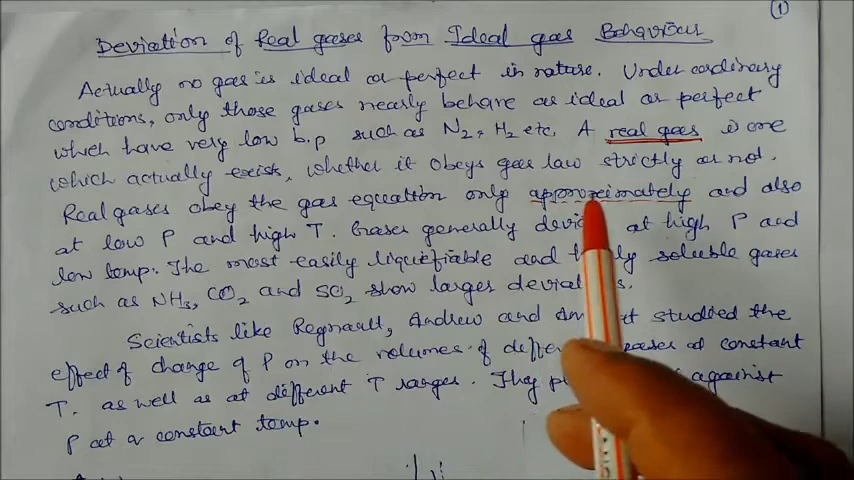 (1)
Deviation of Real gases from Ideal gas Behaviour
Actually no gas is ideal or perfect in nature. Under ordinary
conditions, only those gases nearly behave as ideal or perfect
which have very low b.p such as N2, H2 etc. A real gas is one
which actually exists, whether it obeys gas law strictly or not.
Real gases obey the gas equation only approximately and also
at low P and high T. Gases generally at high P and
low temp. The most easily liquefiable and soluble gases
such as NH3, CO2 and SO2 show larger
Scientists like Regnault, Andrew and studied the
effect of change of P on the volumes of gases at constant
T. as well as at different T ranges. They against
P at a constant temp.